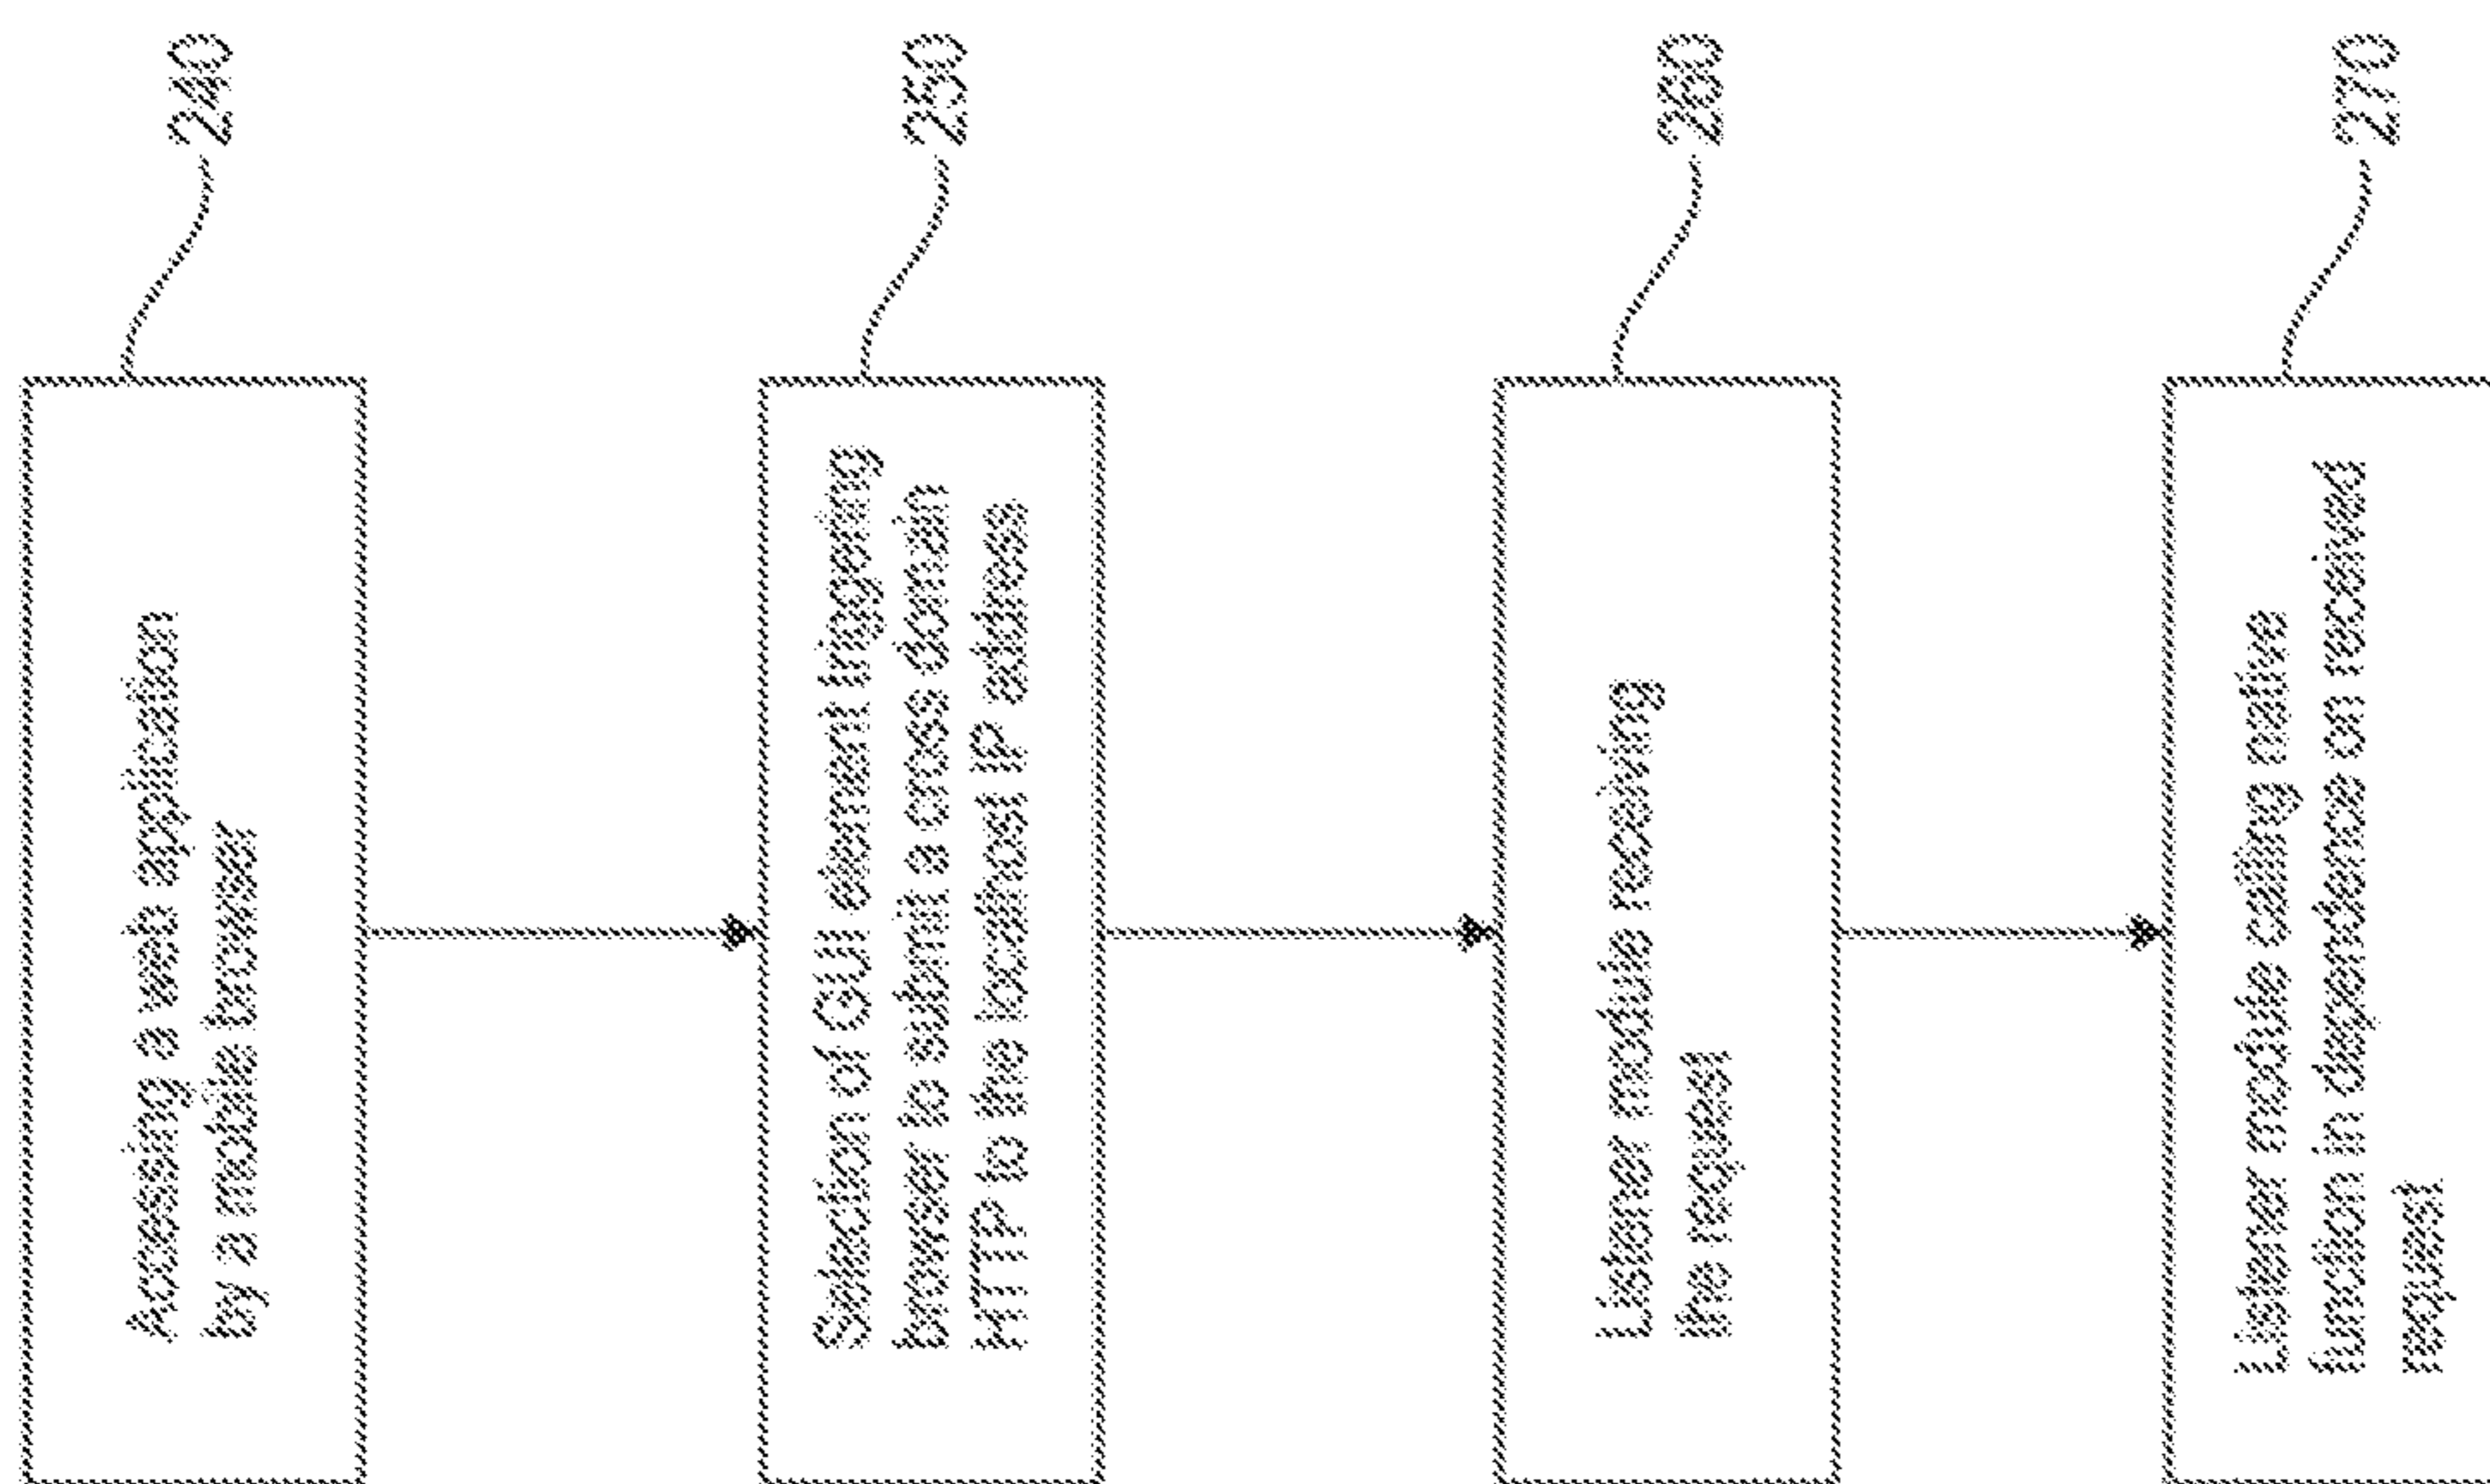 Accessing a web application
by a mobile browser
240
Selection of GUI element triggering
browser to submit a cross domain
HTTP to the localhost IP address
250
Listener module receiving
the request
260
Listener module calling native
function in dependence on received
request
270